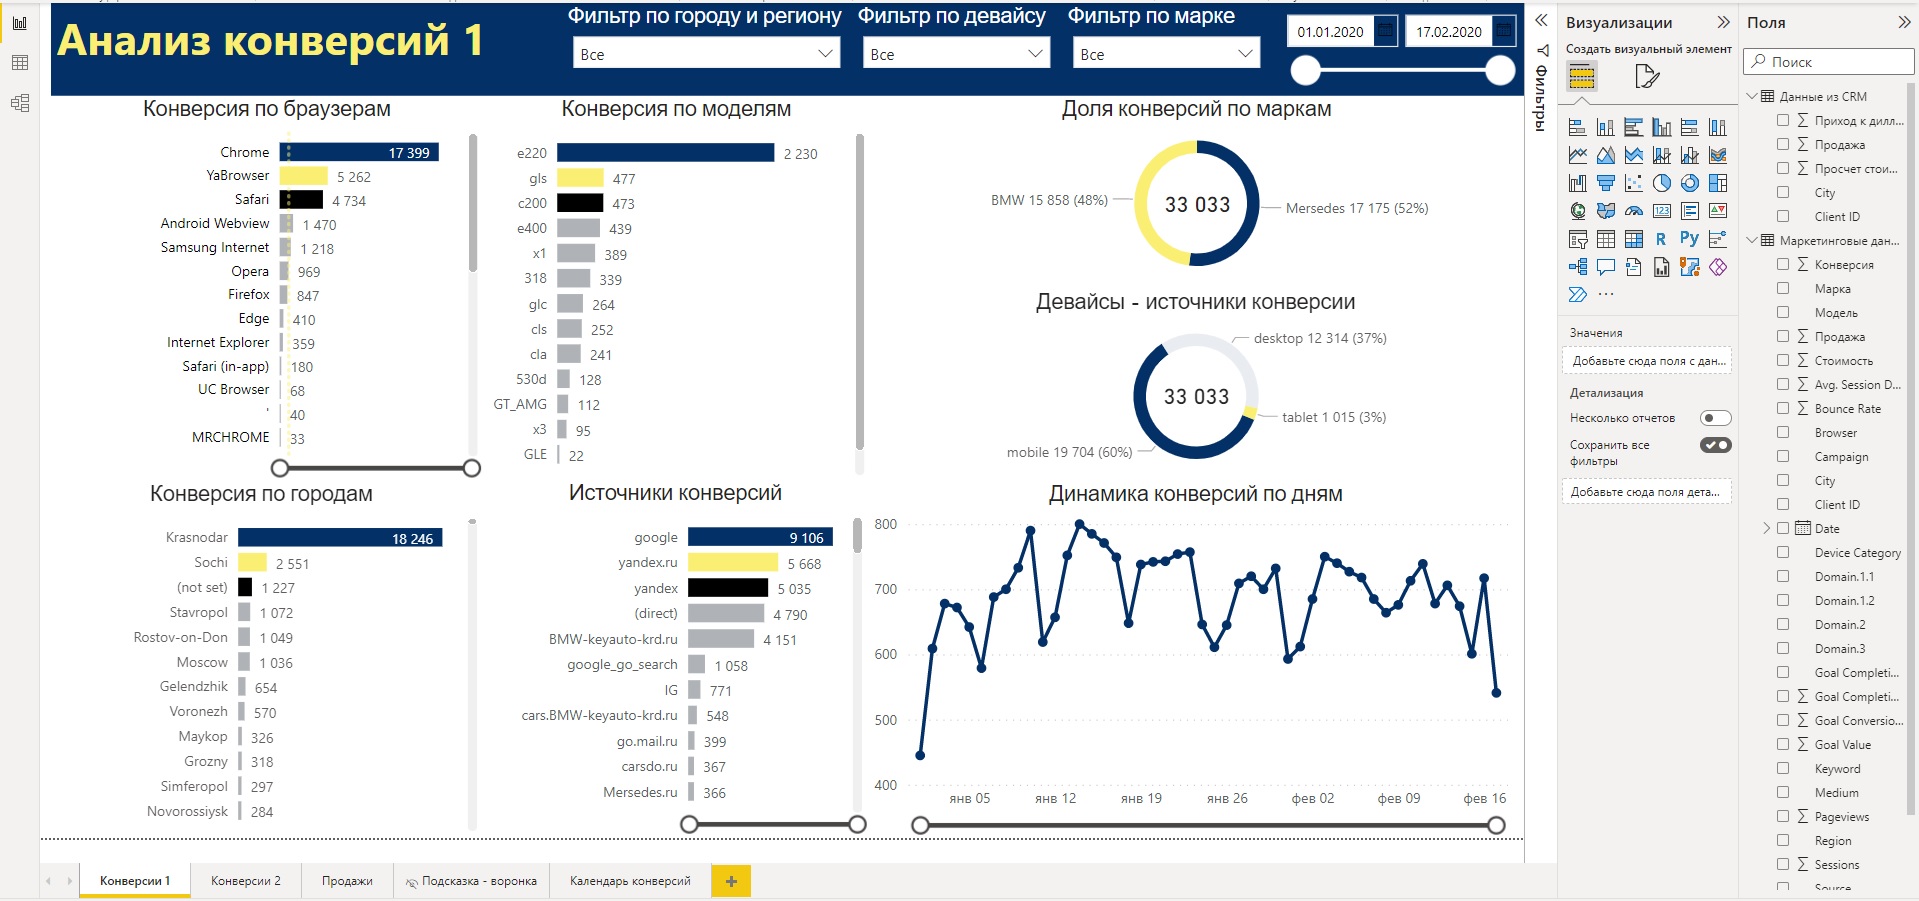 Анализ конверсий 1
Фильтр по городу и региону
Все
Фильтр по девайсу
Все
Фильтр по марке
Все
01.01.2020
17.02.2020
Конверсия по браузерам
Chrome 17 399
YaBrowser 5 262
Safari 4 734
Android Webview 1 470
Samsung Internet 1 218
Opera 969
Firefox 847
Edge 410
Internet Explorer 359
Safari (in-app) 180
UC Browser 68
' 40
MRCHROME 33
Конверсия по моделям
e220 2 230
gls 477
c200 473
e400 439
x1 389
318 339
glc 264
cls 252
cla 241
530d 128
GT_AMG 112
x3 95
GLE 22
Доля конверсий по маркам
BMW 15 858 (48%)
33 033
Mersedes 17 175 (52%)
Девайсы - источники конверсии
desktop 12 314 (37%)
33 033
tablet 1 015 (3%)
mobile 19 704 (60%)
Конверсия по городам
Krasnodar 18 246
Sochi 2 551
(not set) 1 227
Stavropol 1 072
Rostov-on-Don 1 049
Moscow 1 036
Gelendzhik 654
Voronezh 570
Maykop 326
Grozny 318
Simferopol 297
Novorossiysk 284
Источники конверсий
google 9 106
yandex.ru 5 668
yandex 5 035
(direct) 4 790
BMW-keyauto-krd.ru 4 151
google_go_search 1 058
IG 771
cars.BMW-keyauto-krd.ru 548
go.mail.ru 399
carsdo.ru 367
Mersedes.ru 366
Динамика конверсий по дням
800
700
600
500
400
янв 05 янв 12 янв 19 янв 26 фев 02 фев 09 фев 16
Конверсии 1
Конверсии 2
Продажи
Подсказка - воронка
Календарь конверсий
+
Фильтры
Визуализации
Создать визуальный элемент
123
R
Py
...
Значения
Добавьте сюда поля с дан...
Детализация
Несколько отчетов
Сохранить все
фильтры
Добавьте сюда поля дета...
Поля
Поиск
Данные из CRM
∑ Приход к дилл...
∑ Продажа
∑ Просчет стои...
City
Client ID
Маркетинговые дан...
∑ Конверсия
Марка
Модель
∑ Продажа
∑ Стоимость
∑ Avg. Session D...
∑ Bounce Rate
Browser
Campaign
City
Client ID
Date
Device Category
Domain.1.1
Domain.1.2
Domain.2
Domain.3
Goal Completi...
∑ Goal Completi...
∑ Goal Conversio...
∑ Goal Value
Keyword
Medium
∑ Pageviews
Region
∑ Sessions
Source